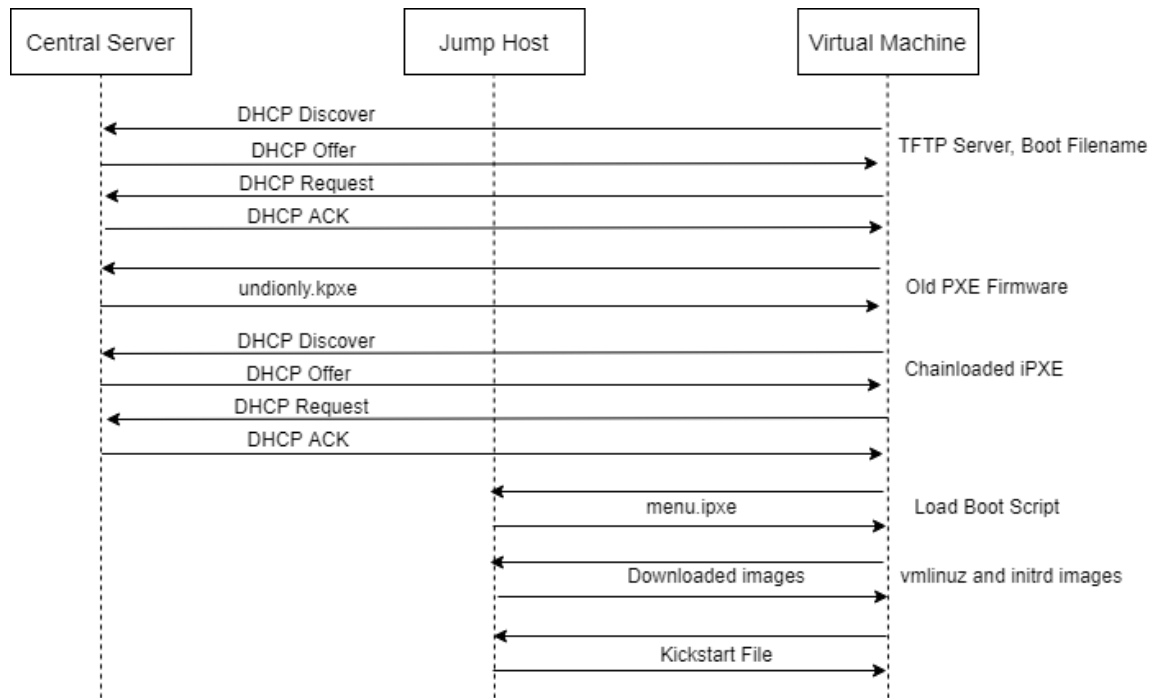 Central Server
Jump Host
Virtual Machine
DHCP Discover
TFTP Server, Boot Filename
DHCP Offer
DHCP Request
DHCP ACK
undionly.kpxe
Old PXE Firmware
DHCP Discover
Chainloaded iPXE
DHCP Offer
DHCP Request
DHCP ACK
menu.ipxe
Load Boot Script
Downloaded images
vmlinuz and initrd images
Kickstart File